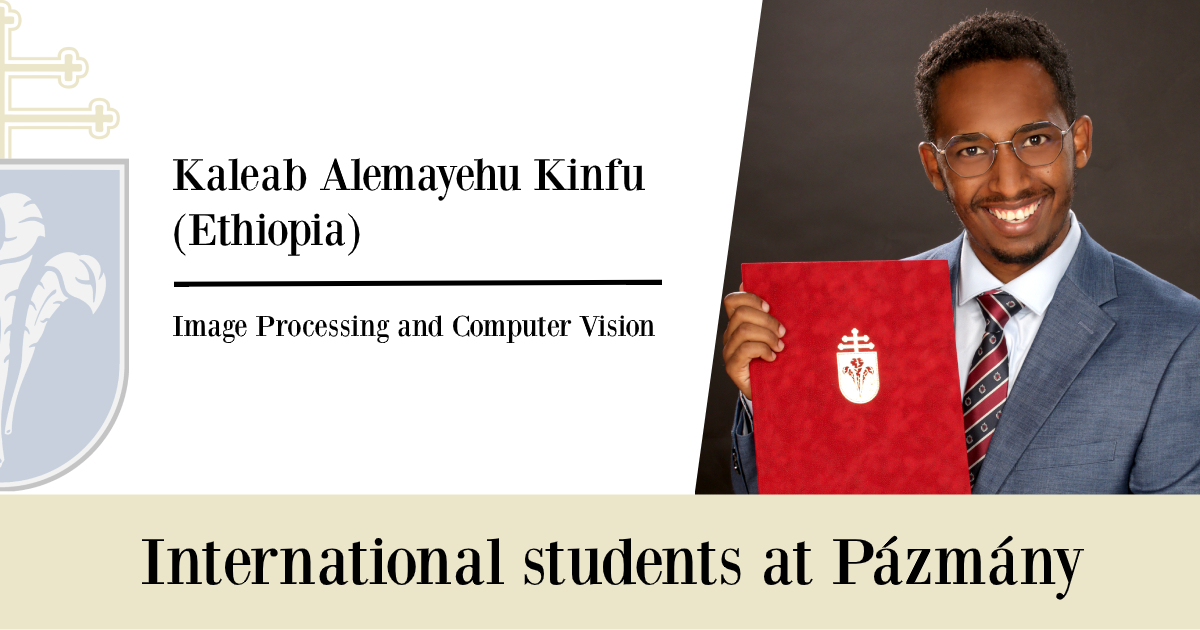 Kaleab Alemayehu Kinfu
(Ethiopia)
Image Processing and Computer Vision
International students at Pázmány